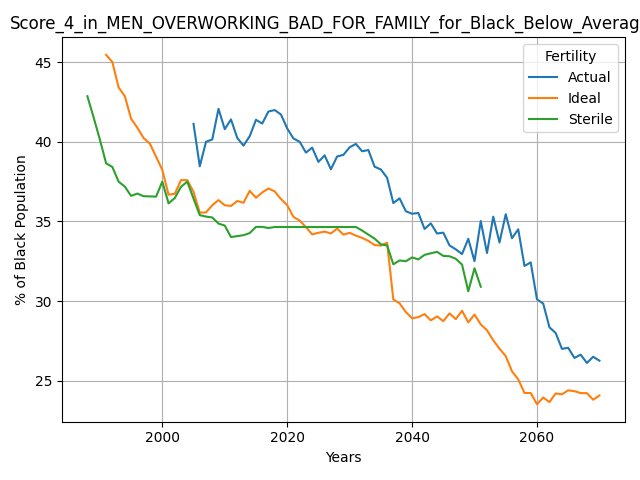 Score_4_in_MEN_OVERWORKING_BAD_FOR_FAMILY_for_Black_Below_Averag
45
40
35
30
25
% of Black Population
Fertility
Actual
Ideal
Sterile
2000 2020 2040 2060
Years